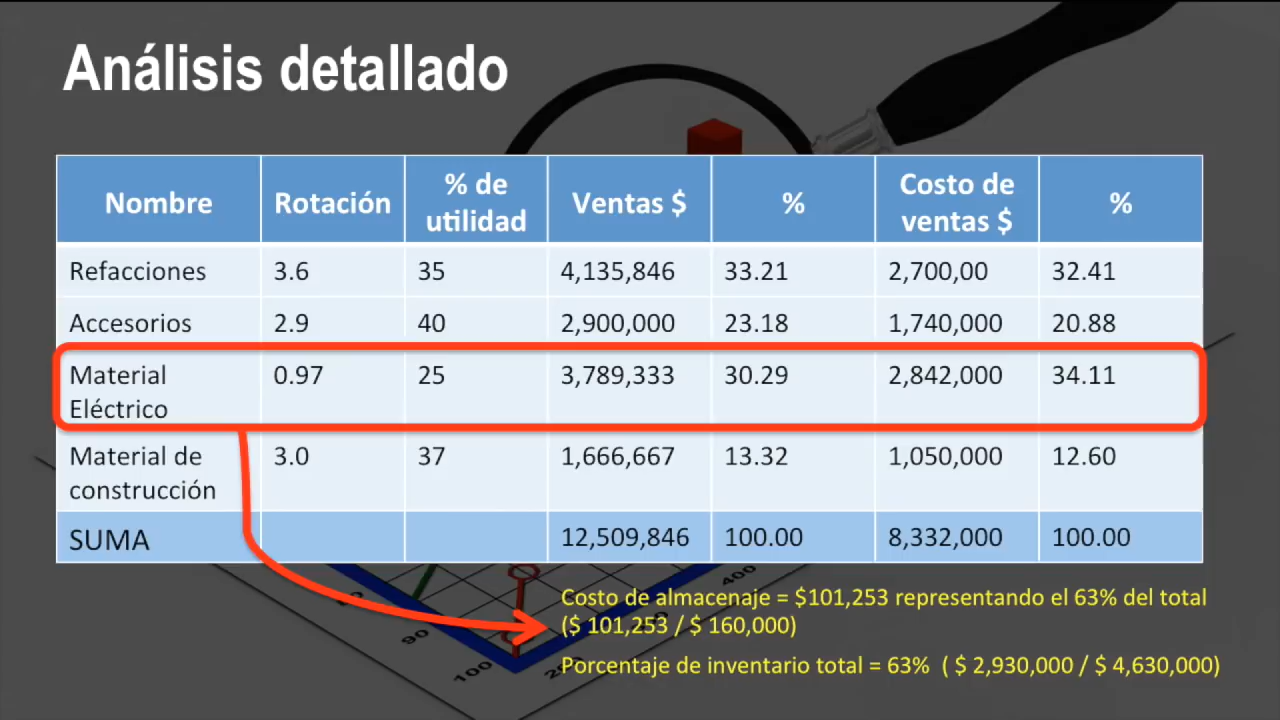 Análisis detallado
Nombre Rotación % de utilidad Ventas $ % Costo de ventas $ %
Refacciones 3.6 35 4,135,846 33.21 2,700,00 32.41
Accesorios 2.9 40 2,900,000 23.18 1,740,000 20.88
Material Eléctrico 0.97 25 3,789,333 30.29 2,842,000 34.11
Material de construcción 3.0 37 1,666,667 13.32 1,050,000 12.60
SUMA 12,509,846 100.00 8,332,000 100.00
Costo de almacenaje = $101,253 representando el 63% del total
($ 101,253 / $ 160,000)
Porcentaje de inventario total = 63% ( $ 2,930,000 / $ 4,630,000)
90
100
400